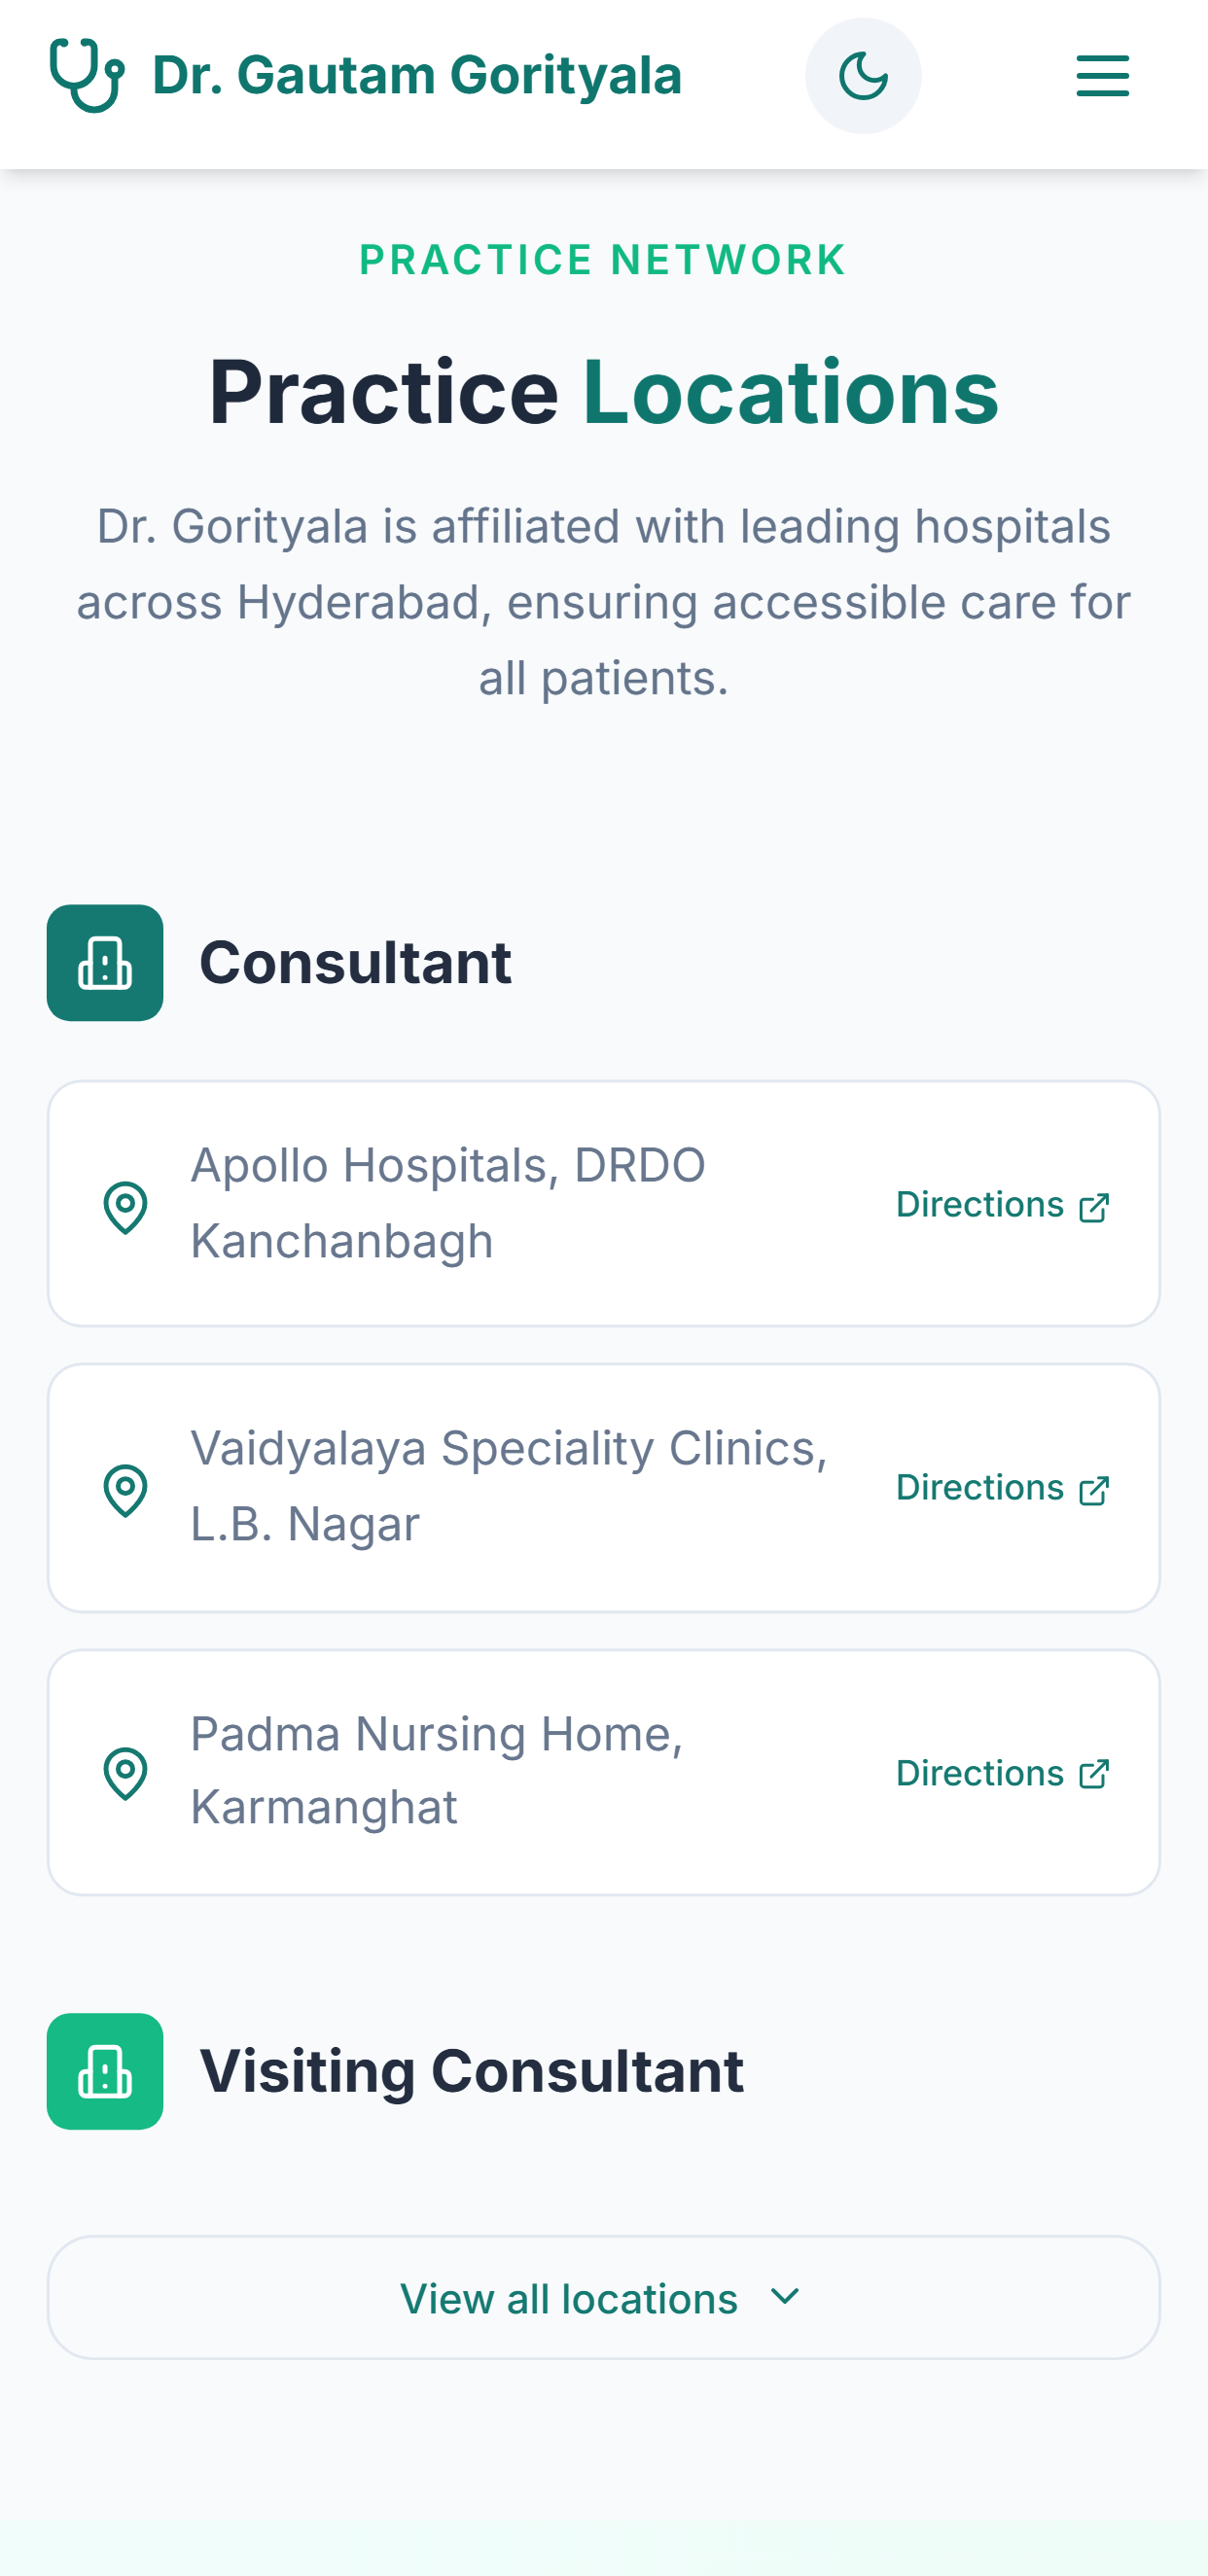 Dr. Gautam Gorityala
PRACTICE NETWORK
Practice Locations
Dr. Gorityala is affiliated with leading hospitals
across Hyderabad, ensuring accessible care for
all patients.
Consultant
Apollo Hospitals, DRDO
Kanchanbagh
Directions
Vaidyalaya Speciality Clinics,
L.B. Nagar
Directions
Padma Nursing Home,
Karmanghat
Directions
Visiting Consultant
View all locations